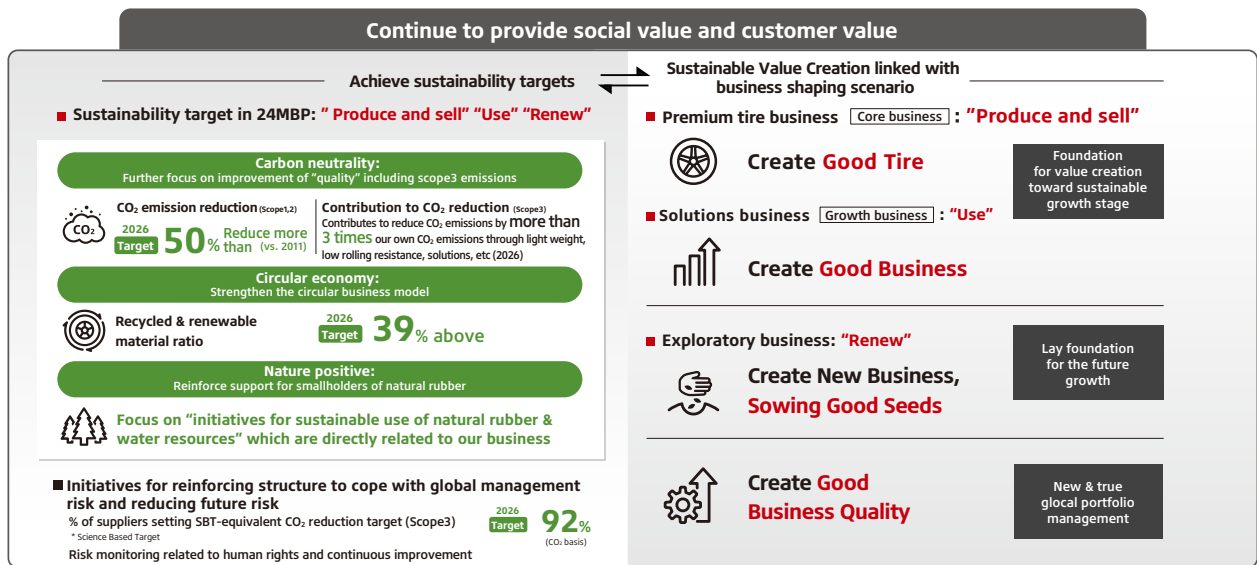 Continue to provide social value and customer value
Achieve sustainability targets
■ Sustainability target in 24MBP: ” Produce and sell” “Use” “Renew”
Carbon neutrality:
Further focus on improvement of “quality” including scope3 emissions
CO₂
CO₂ emission reduction (Scope1,2)
2026
Target
50% Reduce more than (vs. 2011)
Contribution to CO₂ reduction (Scope3)
Contributes to reduce CO₂ emissions by more than
3 times our own CO₂ emissions through light weight,
low rolling resistance, solutions, etc (2026)
Circular economy:
Strengthen the circular business model
Recycled & renewable
material ratio
2026
Target
39% above
Nature positive:
Reinforce support for smallholders of natural rubber
Focus on “initiatives for sustainable use of natural rubber &
water resources” which are directly related to our business
■ Initiatives for reinforcing structure to cope with global management
risk and reducing future risk
% of suppliers setting SBT-equivalent CO₂ reduction target (Scope3)
* Science Based Target
2026
Target
92%
(CO₂ basis)
Risk monitoring related to human rights and continuous improvement
Sustainable Value Creation linked with
business shaping scenario
■ Premium tire business Core business : ”Produce and sell”
Create Good Tire
Foundation
for value creation
toward sustainable
growth stage
■ Solutions business Growth business : “Use”
Create Good Business
■ Exploratory business: “Renew”
Create New Business,
Sowing Good Seeds
Lay foundation
for the future
growth
Create Good
Business Quality
New & true
glocal portfolio
management